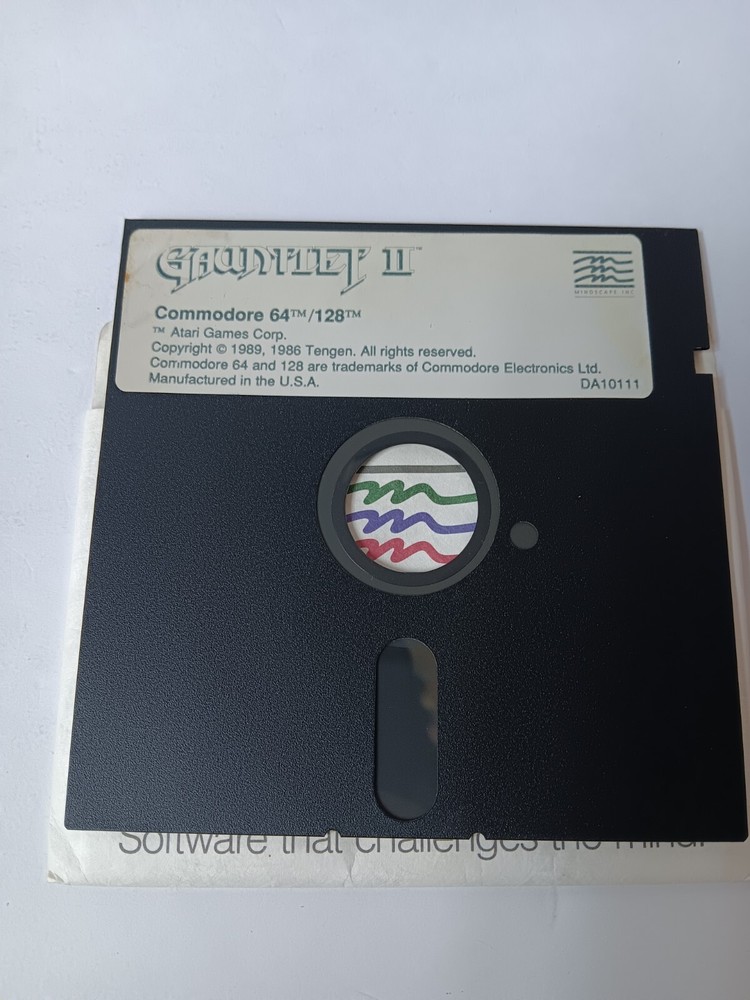 GAUNTLET II™
MINDSCAPE INC.
Commodore 64™/128™
™ Atari Games Corp.
Copyright © 1989, 1986 Tengen. All rights reserved.
Commodore 64 and 128 are trademarks of Commodore Electronics Ltd.
Manufactured in the U.S.A.
DA10111
Software that challenges the mind.